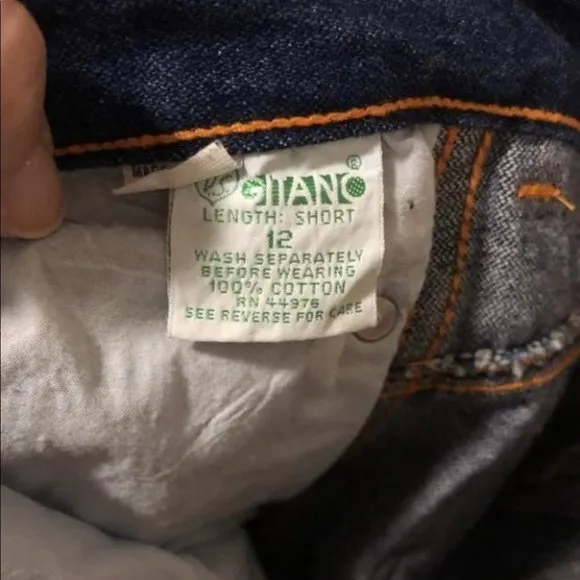 GITANO®
LENGTH: SHORT
12
WASH SEPARATELY
BEFORE WEARING
100% COTTON
RN 44976
SEE REVERSE FOR CARE